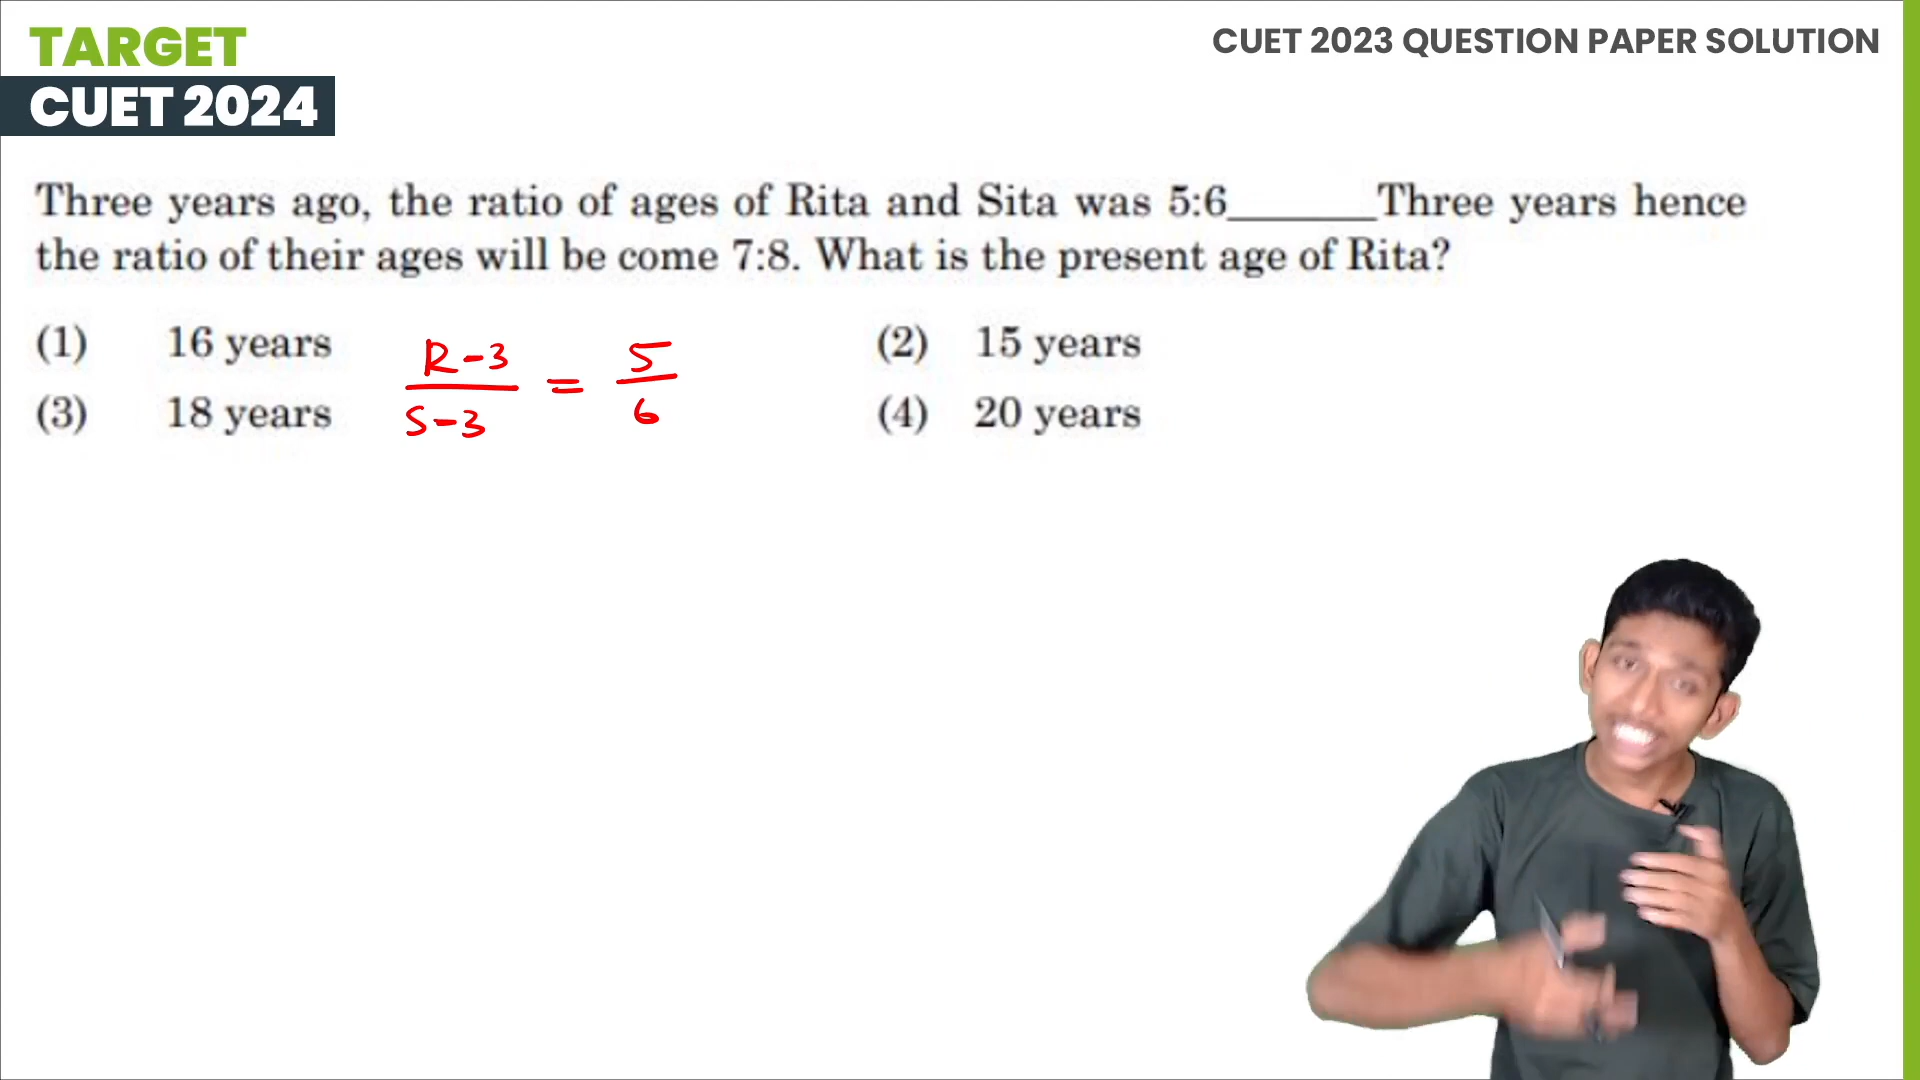 TARGET
CUET 2024
CUET 2023 QUESTION PAPER SOLUTION
Three years ago, the ratio of ages of Rita and Sita was 5:6______Three years hence
the ratio of their ages will be come 7:8. What is the present age of Rita?
(1) 16 years
(2) 15 years
(3) 18 years
(4) 20 years
R-3
S-3
=
5
6